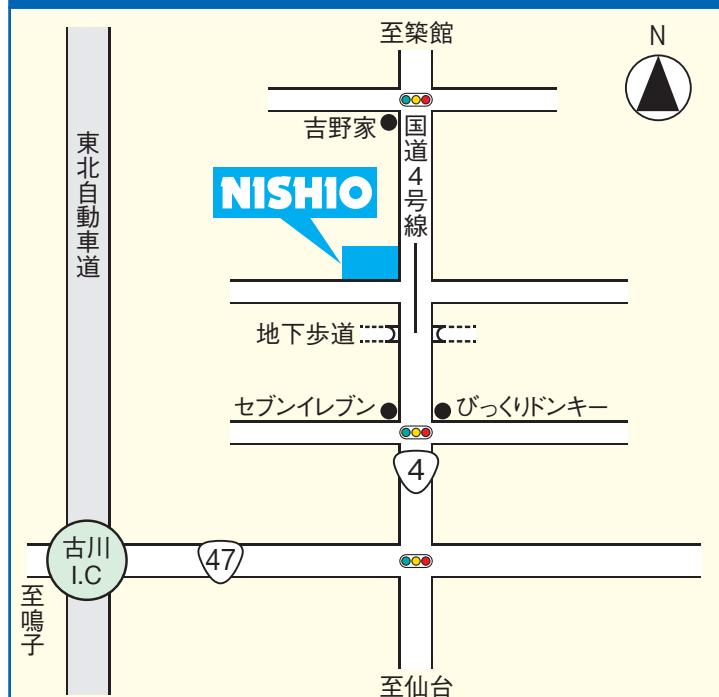 至築館
N
吉野家
国道4号線
東北自動車道
NISHIO
地下歩道
セブンイレブン
びっくりドンキー
4
古川
I.C
47
至鳴子
至仙台